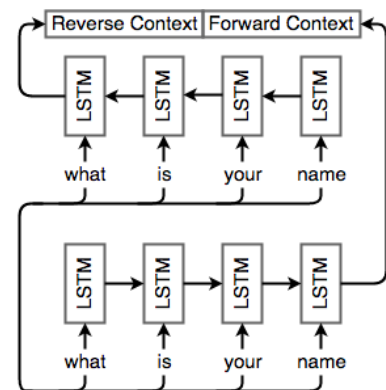 Reverse Context Forward Context
LSTM LSTM LSTM LSTM
what is your name
LSTM LSTM LSTM LSTM
what is your name